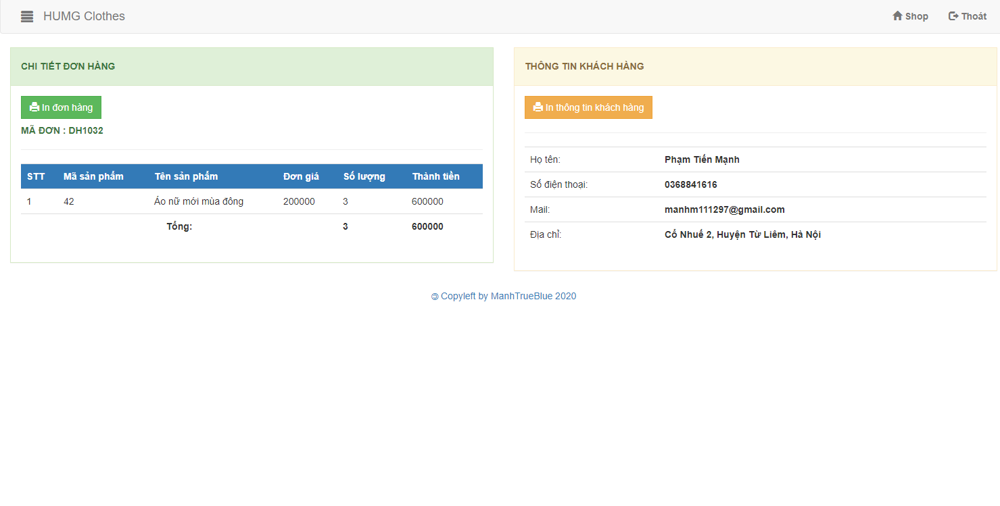 HUMG Clothes
Shop
Thoát
CHI TIẾT ĐƠN HÀNG
In đơn hàng
MÃ ĐƠN : DH1032
STT Mã sản phẩm Tên sản phẩm Đơn giá Số lượng Thành tiền
1 42 Áo nữ mới mùa đông 200000 3 600000
Tổng: 3 600000
THÔNG TIN KHÁCH HÀNG
In thông tin khách hàng
Họ tên: Phạm Tiến Mạnh
Số điện thoại: 0368841616
Mail: manhm111297@gmail.com
Địa chỉ: Cổ Nhuế 2, Huyện Từ Liêm, Hà Nội
🄯 Copyleft by ManhTrueBlue 2020